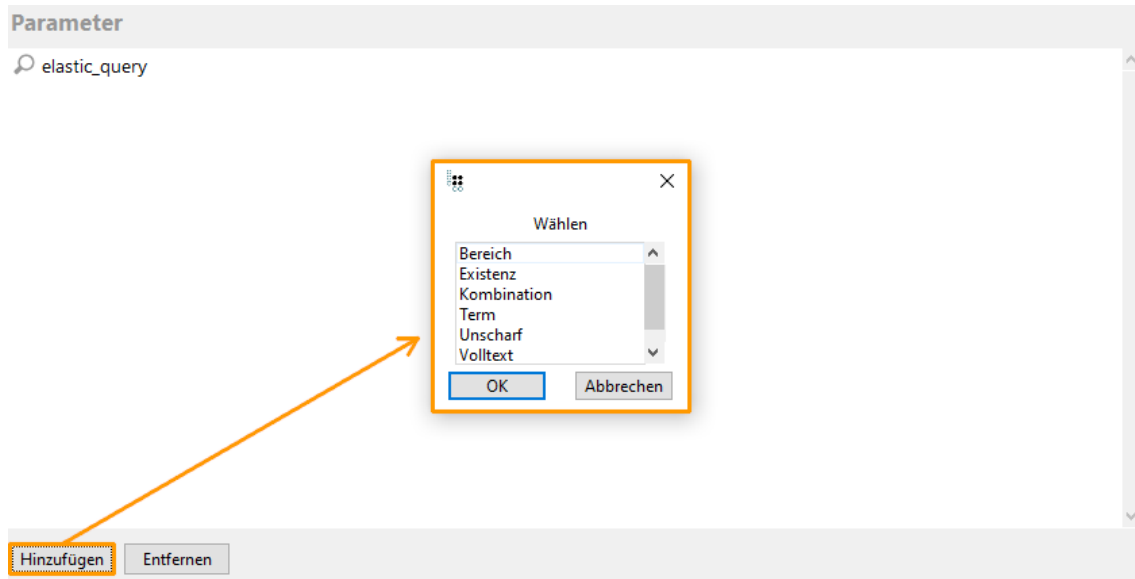 Parameter
elastic_query
Wählen
Bereich
Existenz
Kombination
Term
Unscharf
Volltext
OK
Abbrechen
Hinzufügen
Entfernen